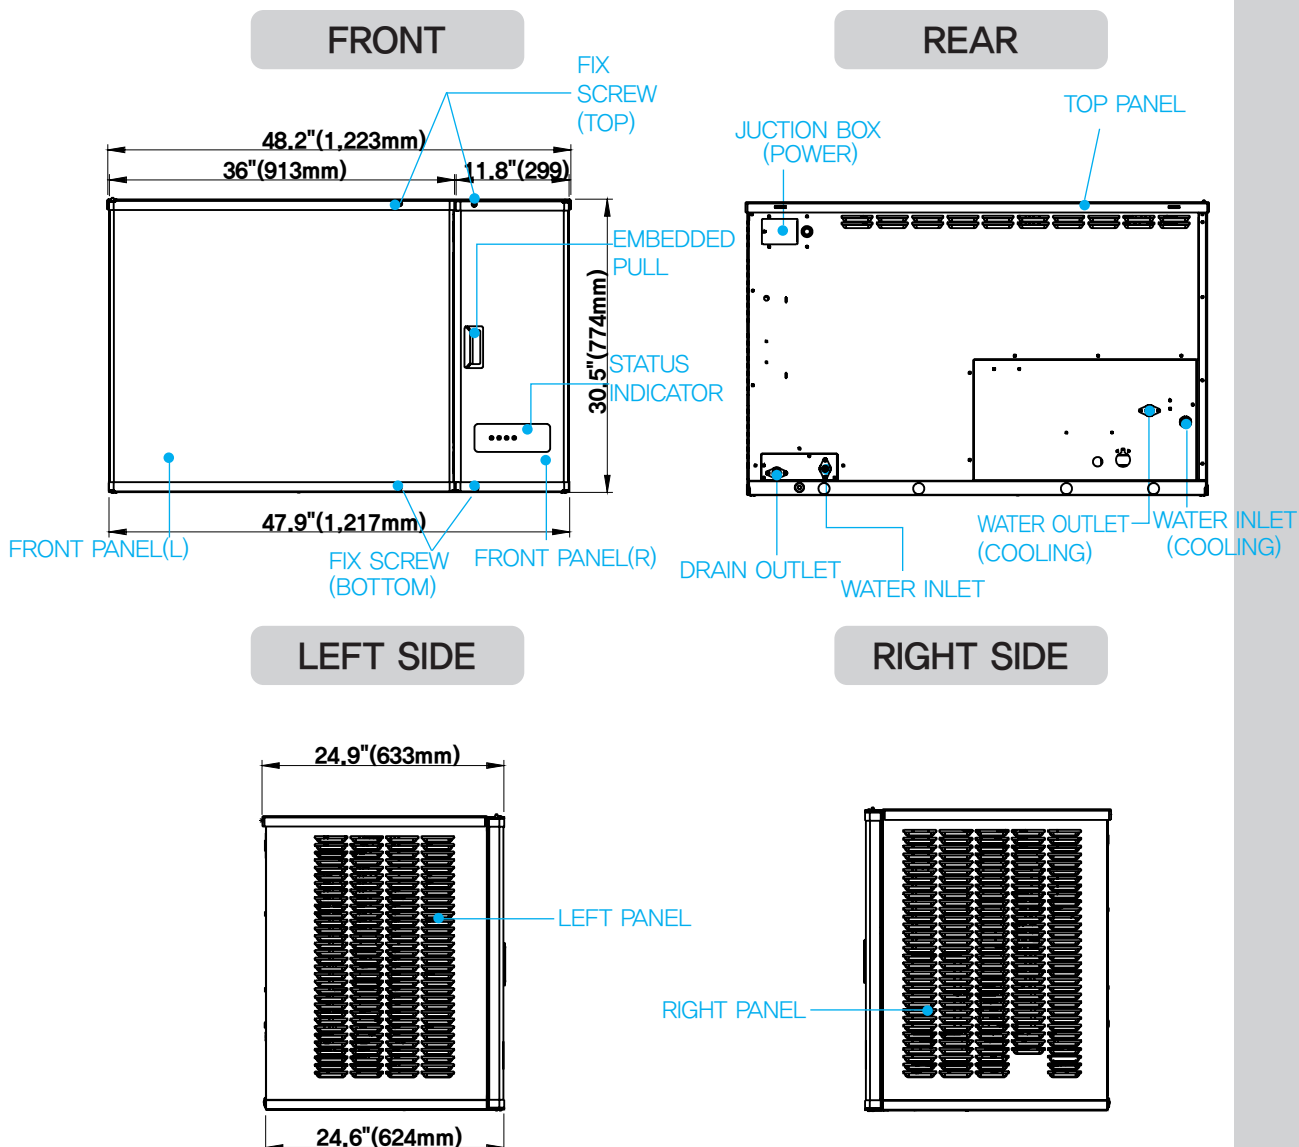 FRONT
FIX
SCREW
(TOP)
48.2"(1,223mm)
36"(913mm)
11.8"(299)
EMBEDDED
PULL
30.5"(774mm)
STATUS
INDICATOR
47.9"(1,217mm)
FRONT PANEL(L)
FIX SCREW
(BOTTOM)
FRONT PANEL(R)
REAR
TOP PANEL
JUCTION BOX
(POWER)
WATER OUTLET
(COOLING)
WATER INLET
(COOLING)
DRAIN OUTLET
WATER INLET
LEFT SIDE
24.9"(633mm)
LEFT PANEL
24.6"(624mm)
RIGHT SIDE
RIGHT PANEL